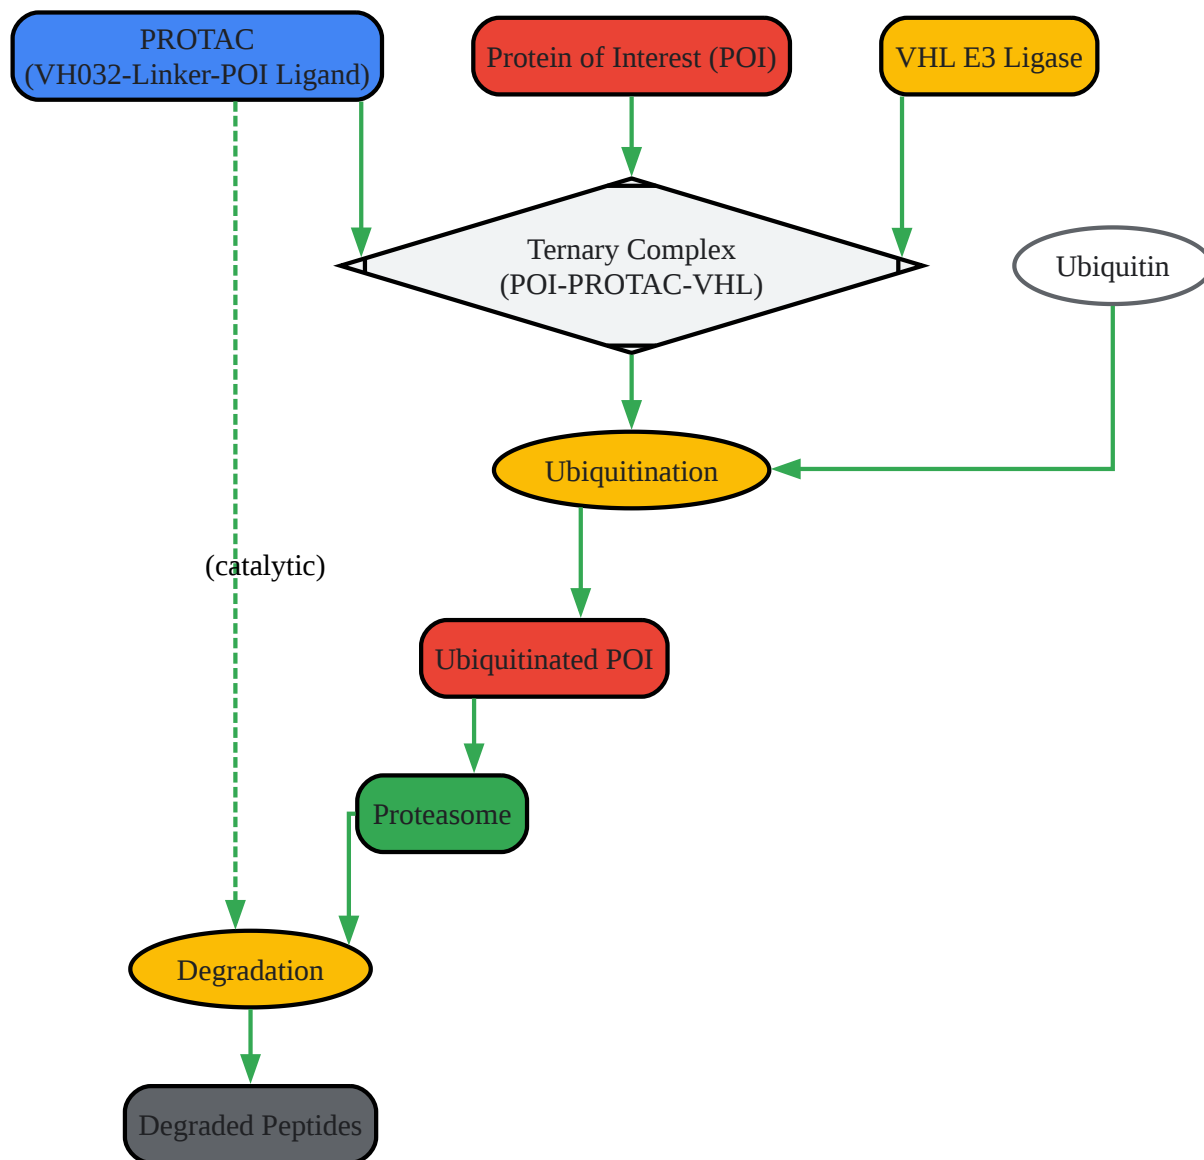 PROTAC
(VH032-Linker-POI Ligand)
Protein of Interest (POI)
VHL E3 Ligase
Ternary Complex
(POI-PROTAC-VHL)
Ubiquitin
Ubiquitination
(catalytic)
Ubiquitinated POI
Proteasome
Degradation
Degraded Peptides